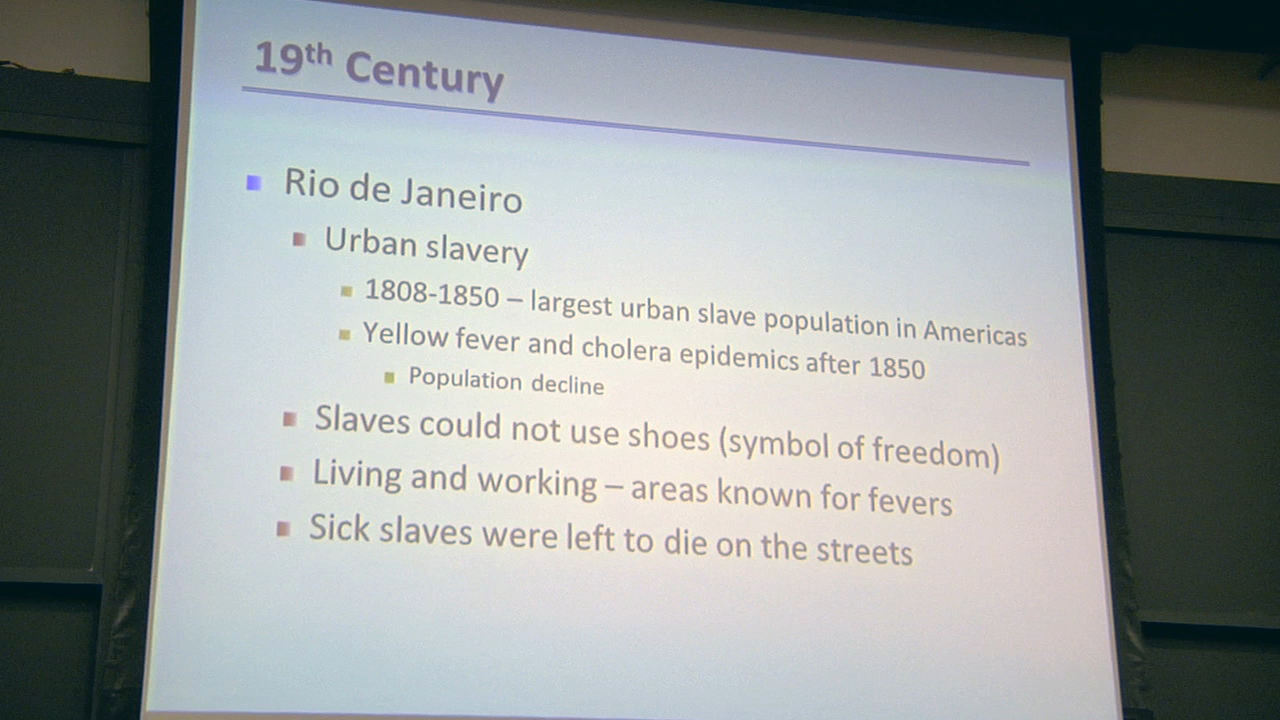 19th Century
Rio de Janeiro
Urban slavery
1808-1850 – largest urban slave population in Americas
Yellow fever and cholera epidemics after 1850
Population decline
Slaves could not use shoes (symbol of freedom)
Living and working – areas known for fevers
Sick slaves were left to die on the streets